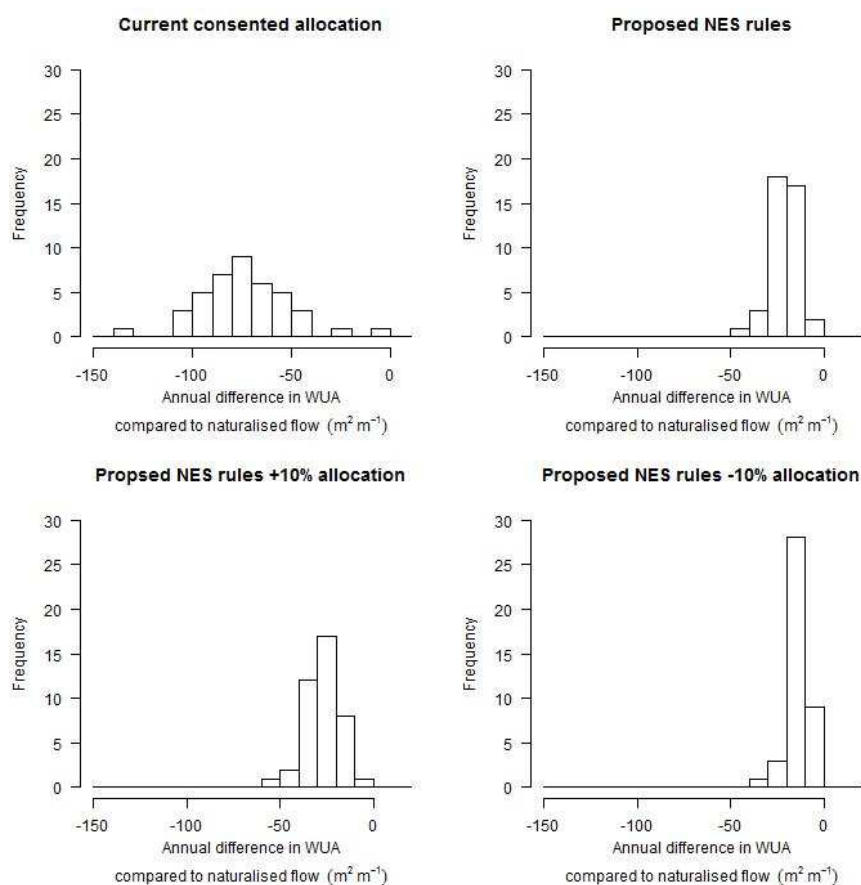 Current consented allocation
30
25
20
15
10
5
0
Frequency
-150 -100 -50 0
Annual difference in WUA
compared to naturalised flow (m² m⁻¹)
Proposed NES rules
30
25
20
15
10
5
0
Frequency
-150 -100 -50 0
Annual difference in WUA
compared to naturalised flow (m² m⁻¹)
Propsed NES rules +10% allocation
30
25
20
15
10
5
0
Frequency
-150 -100 -50 0
Annual difference in WUA
compared to naturalised flow (m² m⁻¹)
Proposed NES rules -10% allocation
30
25
20
15
10
5
0
Frequency
-150 -100 -50 0
Annual difference in WUA
compared to naturalised flow (m² m⁻¹)